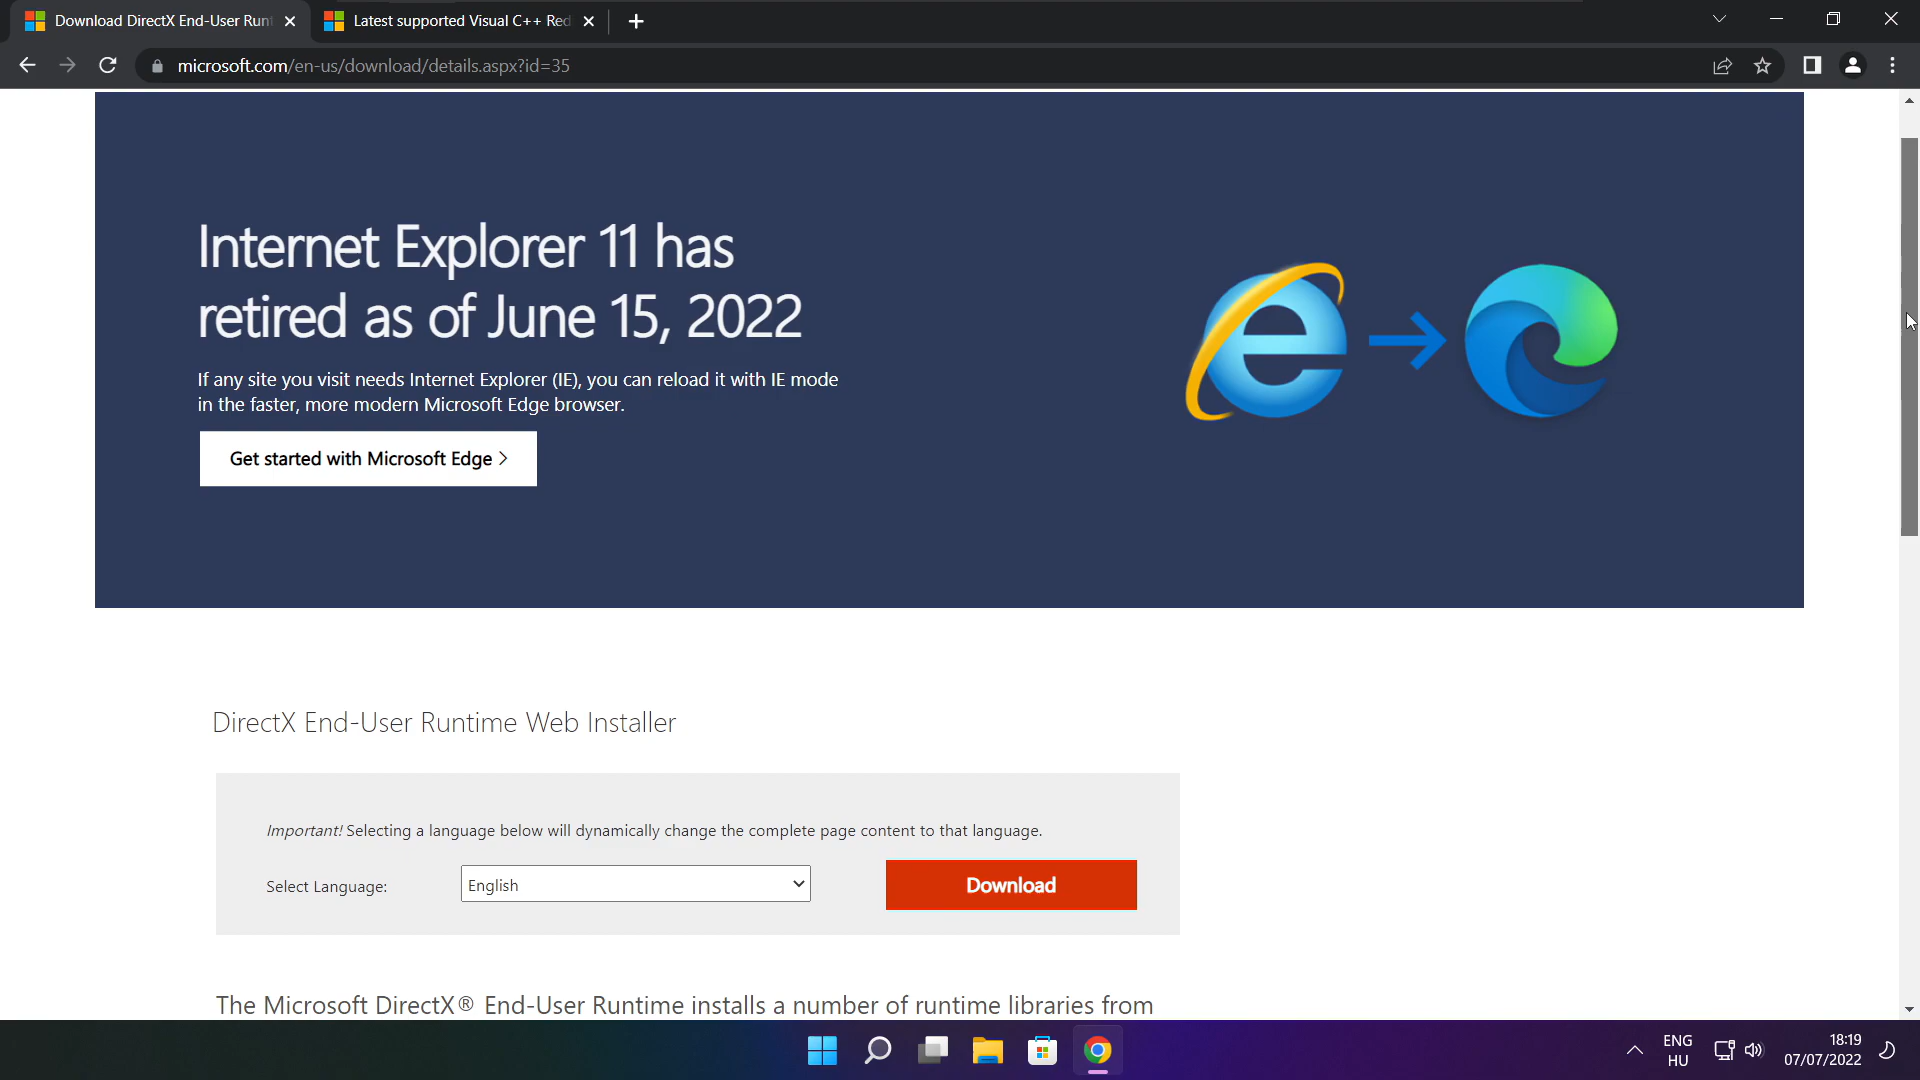 Download DirectX End-User Runt
Latest supported Visual C++ Red
microsoft.com/en-us/download/details.aspx?id=35
Internet Explorer 11 has
retired as of June 15, 2022
If any site you visit needs Internet Explorer (IE), you can reload it with IE mode
in the faster, more modern Microsoft Edge browser.
Get started with Microsoft Edge >
DirectX End-User Runtime Web Installer
Important! Selecting a language below will dynamically change the complete page content to that language.
Select Language:
English
Download
The Microsoft DirectX® End-User Runtime installs a number of runtime libraries from
ENG
HU
18:19
07/07/2022